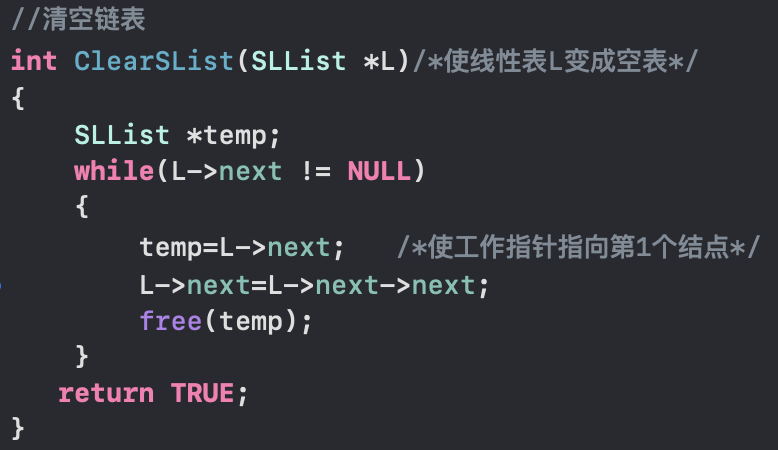 //清空链表
int ClearSList(SLList *L)/*使线性表L变成空表*/
{
    SLList *temp;
    while(L->next != NULL)
    {
        temp=L->next;   /*使工作指针指向第1个结点*/
        L->next=L->next->next;
        free(temp);
    }
   return TRUE;
}